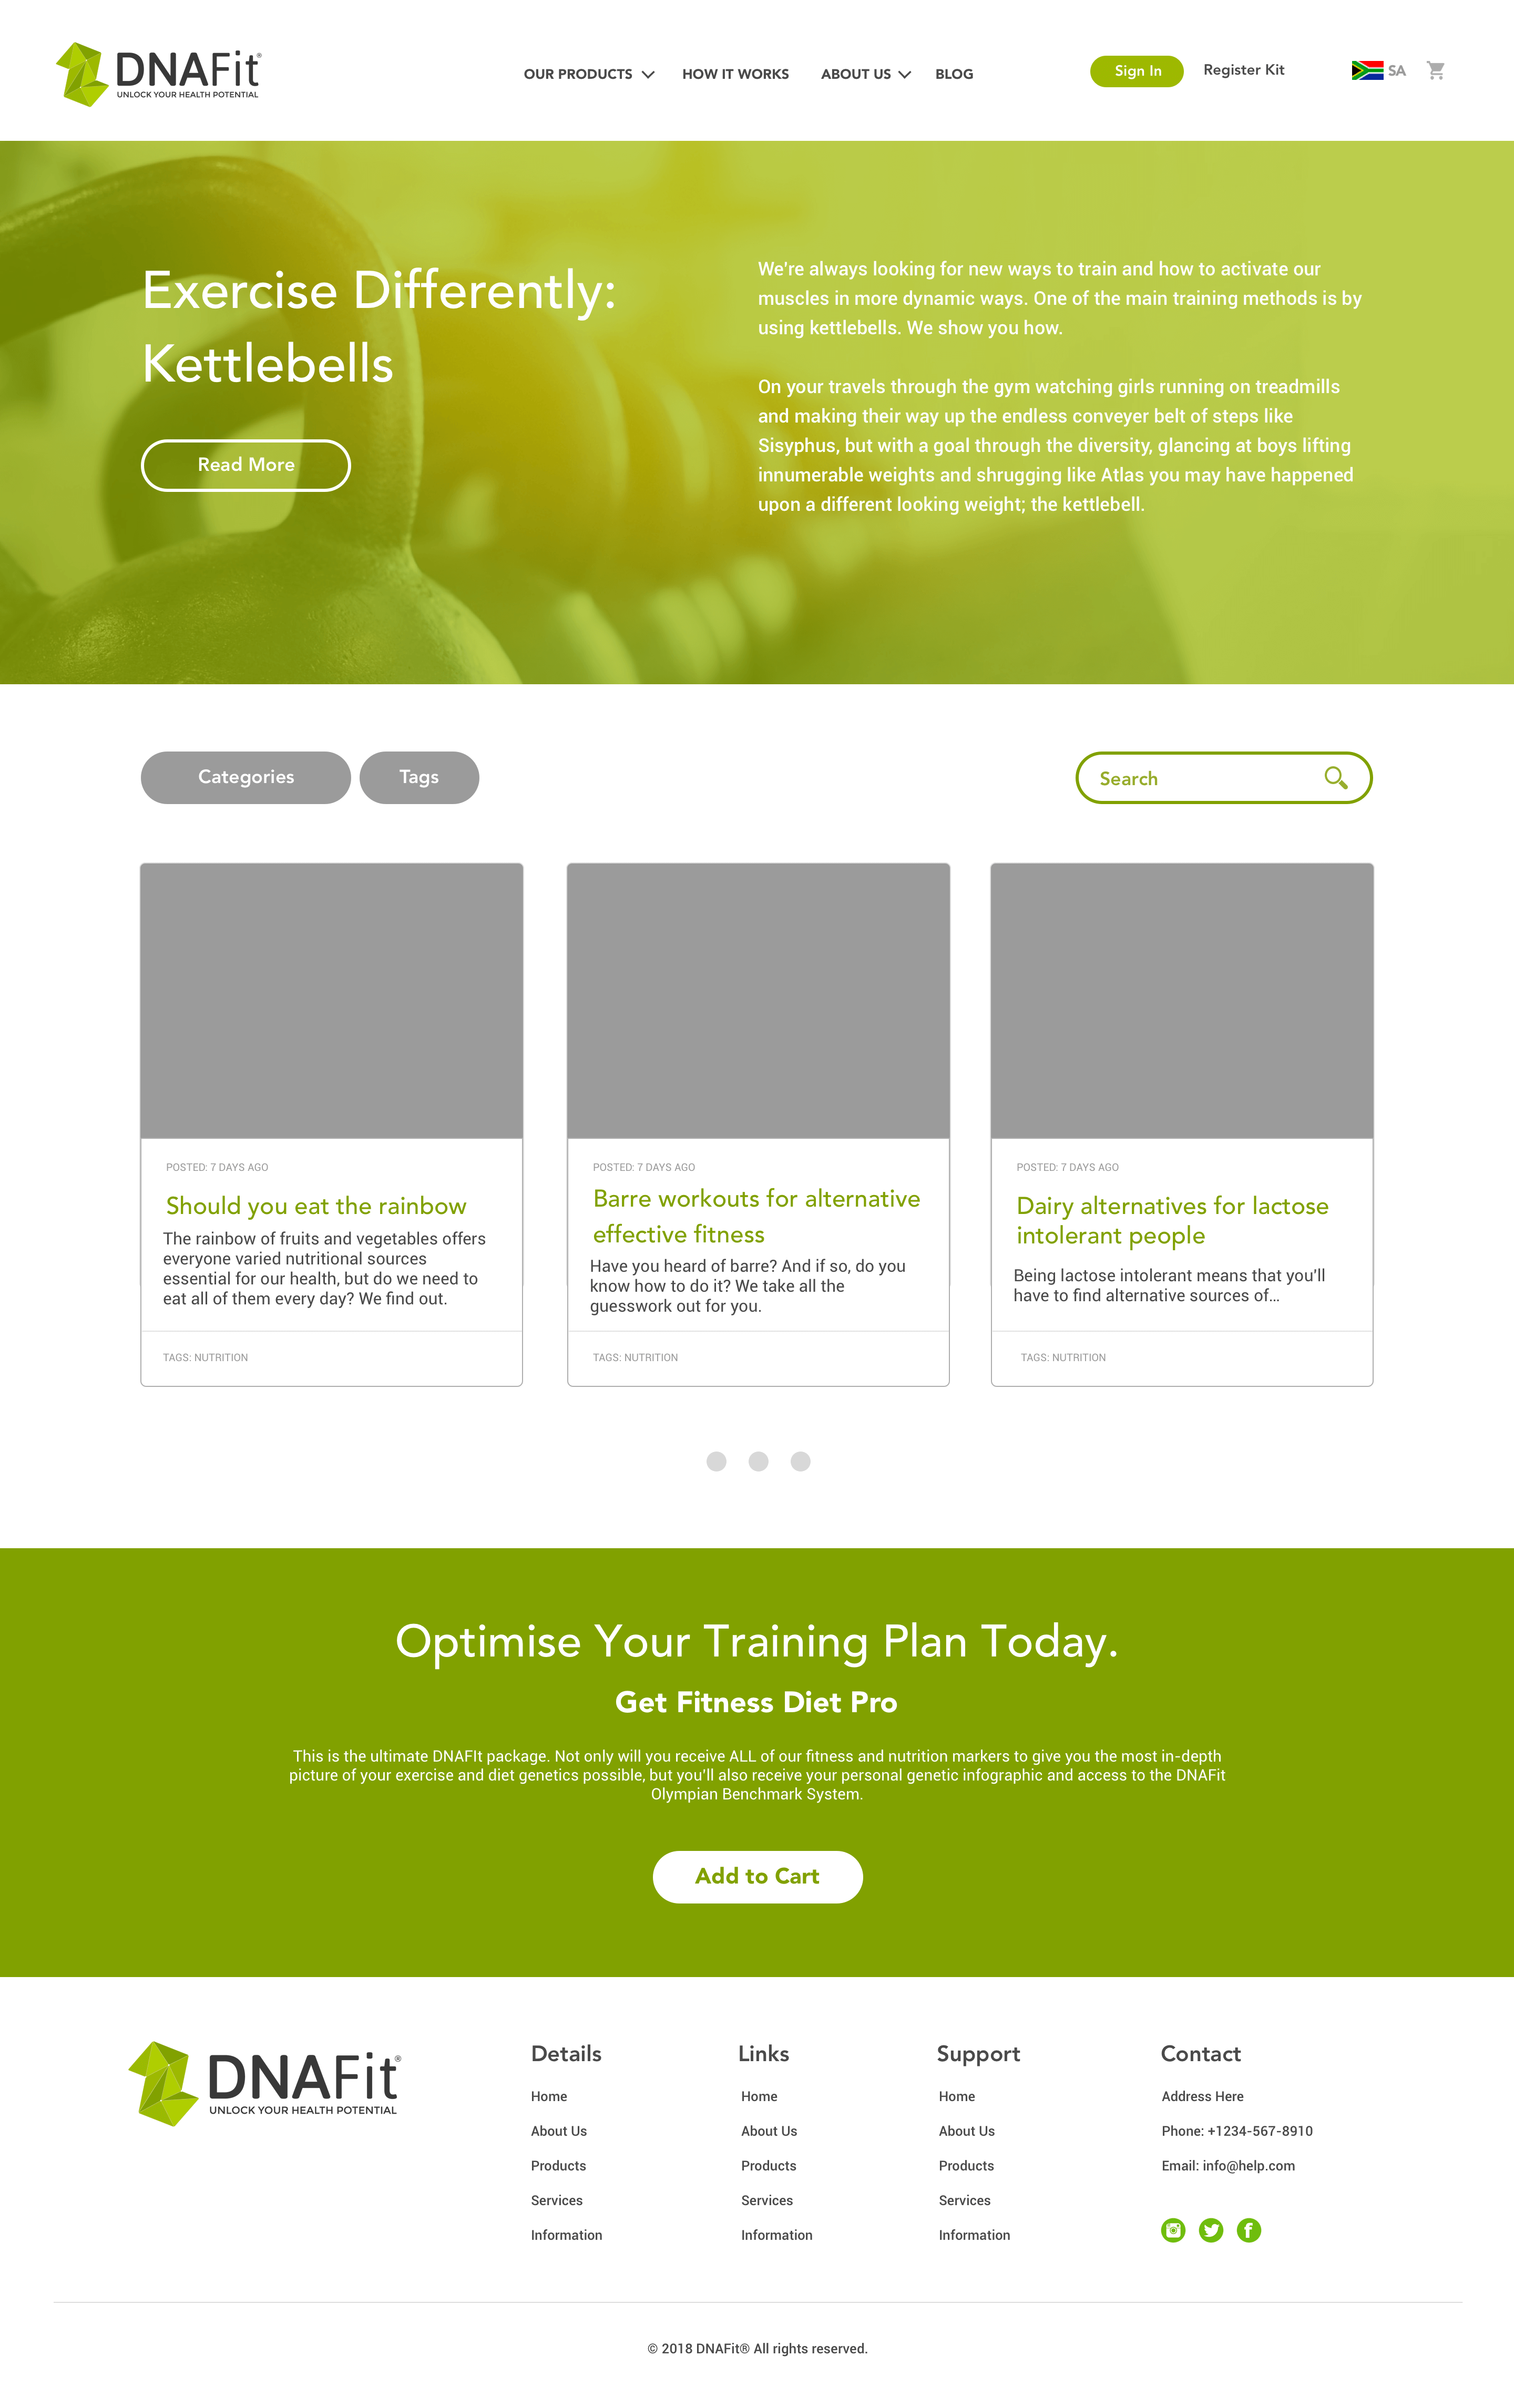 DNAFit®
UNLOCK YOUR HEALTH POTENTIAL
OUR PRODUCTS
HOW IT WORKS
ABOUT US
BLOG
Sign In
Register Kit
SA
Exercise Differently:
Kettlebells
Read More
We're always looking for new ways to train and how to activate our
muscles in more dynamic ways. One of the main training methods is by
using kettlebells. We show you how.
On your travels through the gym watching girls running on treadmills
and making their way up the endless conveyer belt of steps like
Sisyphus, but with a goal through the diversity, glancing at boys lifting
innumerable weights and shrugging like Atlas you may have happened
upon a different looking weight; the kettlebell.
Categories
Tags
Search
POSTED: 7 DAYS AGO
Should you eat the rainbow
The rainbow of fruits and vegetables offers
everyone varied nutritional sources
essential for our health, but do we need to
eat all of them every day? We find out.
TAGS: NUTRITION
POSTED: 7 DAYS AGO
Barre workouts for alternative
effective fitness
Have you heard of barre? And if so, do you
know how to do it? We take all the
guesswork out for you.
TAGS: NUTRITION
POSTED: 7 DAYS AGO
Dairy alternatives for lactose
intolerant people
Being lactose intolerant means that you'll
have to find alternative sources of...
TAGS: NUTRITION
Optimise Your Training Plan Today.
Get Fitness Diet Pro
This is the ultimate DNAFIt package. Not only will you receive ALL of our fitness and nutrition markers to give you the most in-depth
picture of your exercise and diet genetics possible, but you'll also receive your personal genetic infographic and access to the DNAFit
Olympian Benchmark System.
Add to Cart
DNAFit®
UNLOCK YOUR HEALTH POTENTIAL
Details
Home
About Us
Products
Services
Information
Links
Home
About Us
Products
Services
Information
Support
Home
About Us
Products
Services
Information
Contact
Address Here
Phone: +1234-567-8910
Email: info@help.com
© 2018 DNAFit® All rights reserved.